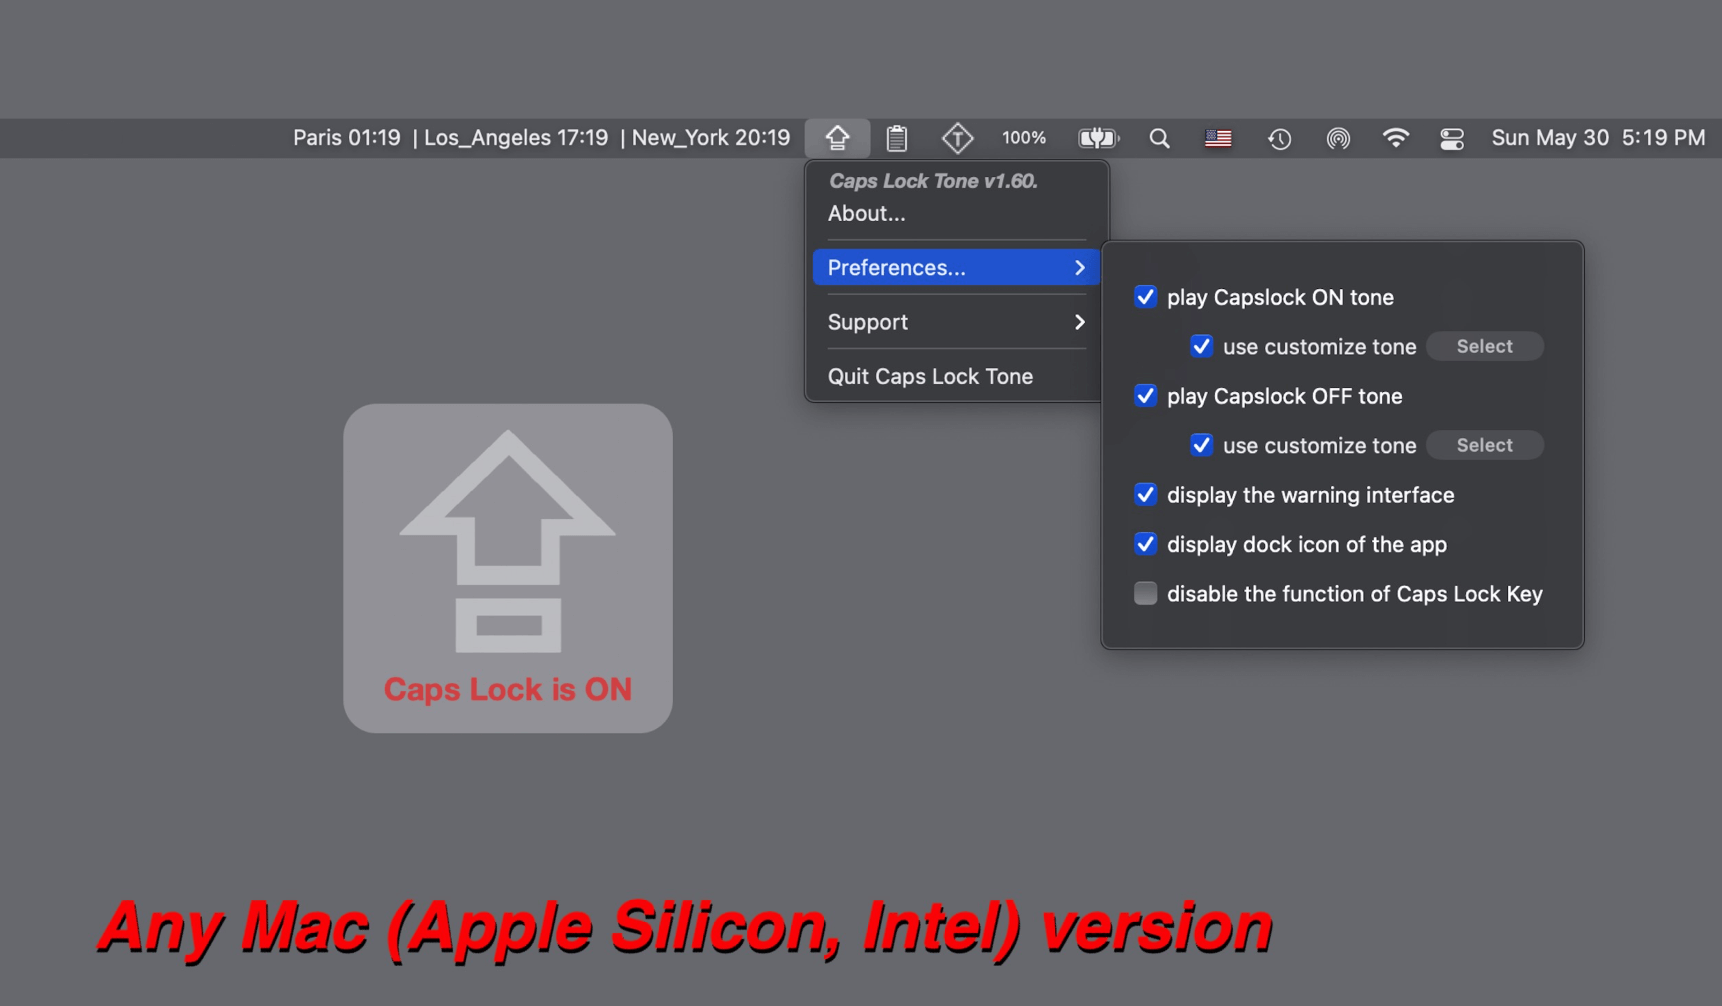 Paris 01:19 | Los_Angeles 17:19 | New_York 20:19 100% Sun May 30 5:19 PM
Caps Lock Tone v1.60.
About...
Preferences...
Support
Quit Caps Lock Tone
play Capslock ON tone
use customize tone Select
play Capslock OFF tone
use customize tone Select
display the warning interface
display dock icon of the app
disable the function of Caps Lock Key
Caps Lock is ON
Any Mac (Apple Silicon, Intel) version